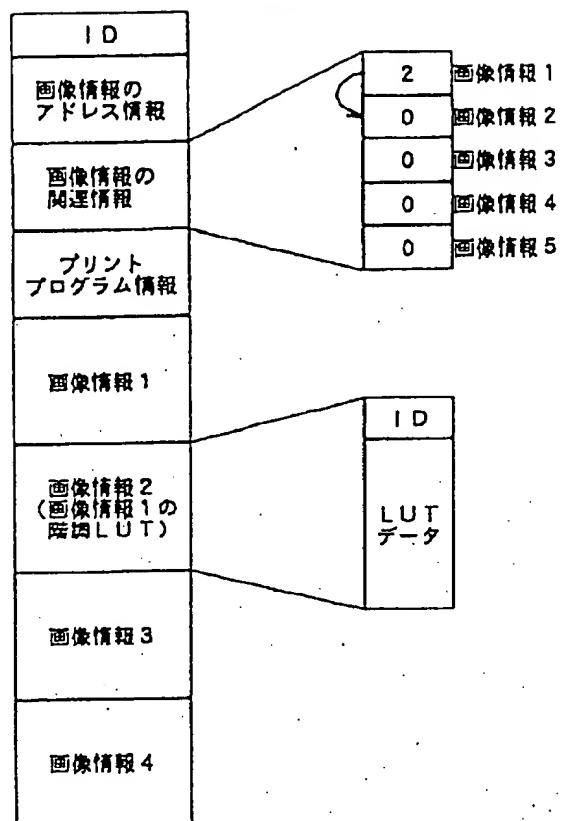 ID
画像情報の
アドレス情報
画像情報の
関連情報
プリント
プログラム情報
画像情報1
画像情報2
(画像情報1の
階調LUT)
画像情報3
画像情報4
2 画像情報1
0 画像情報2
0 画像情報3
0 画像情報4
0 画像情報5
ID
LUT
データ